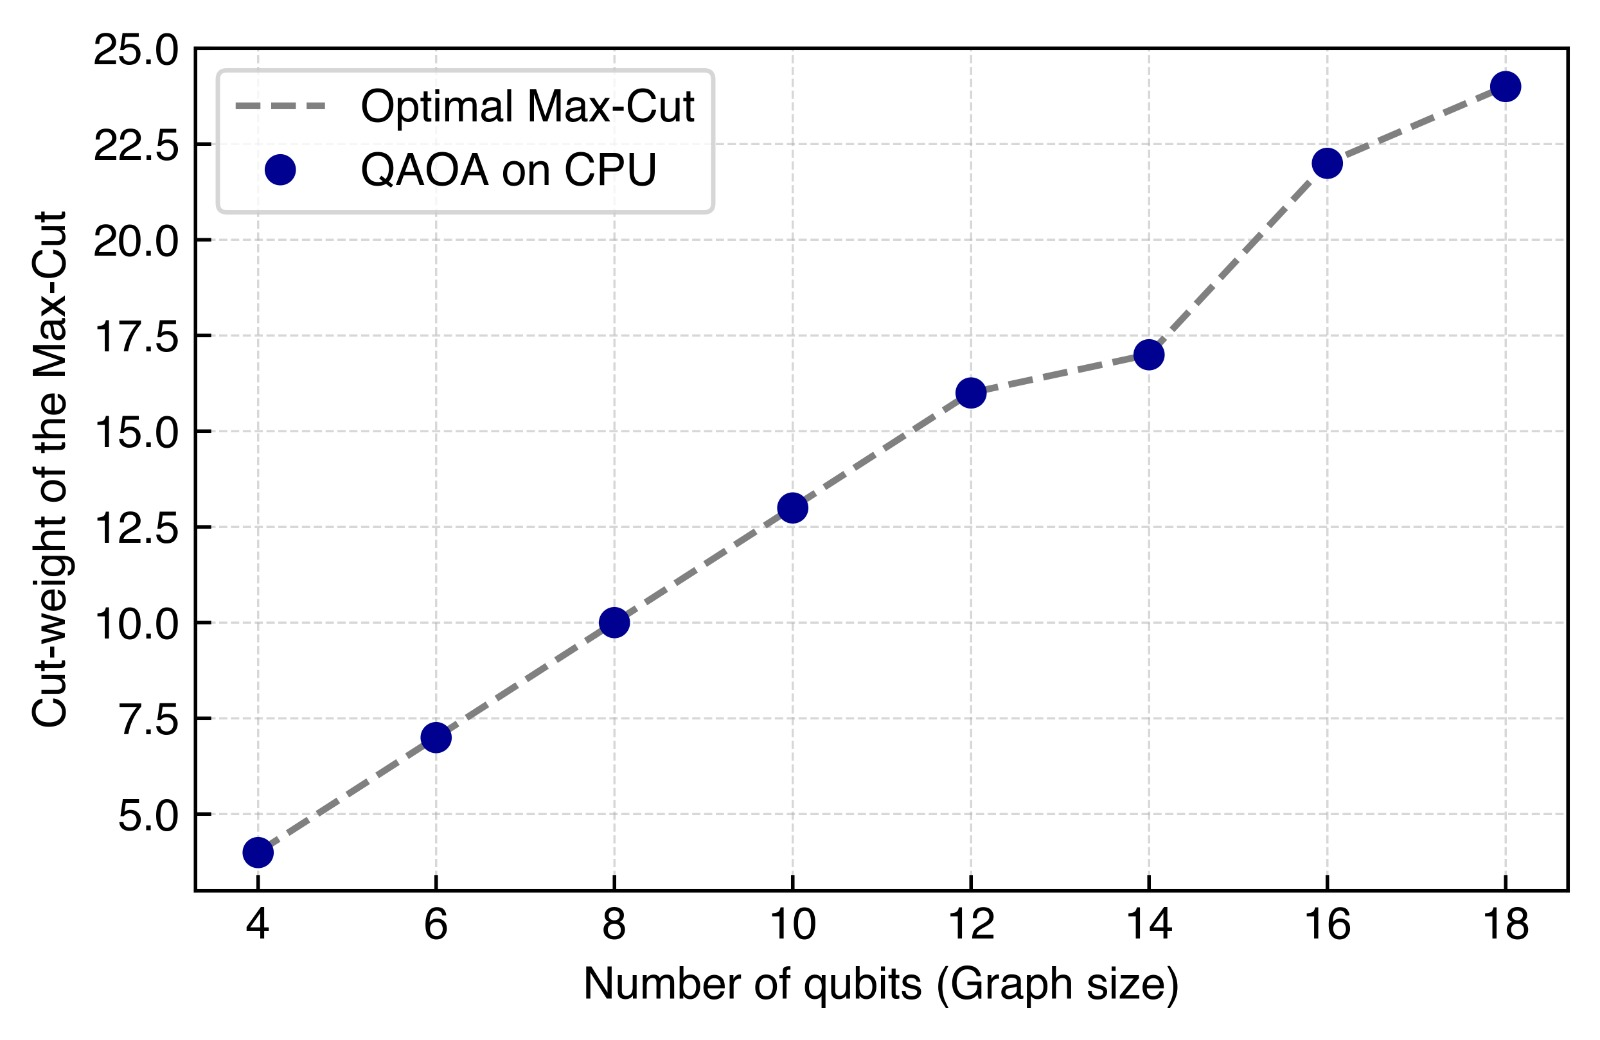 25.0
22.5
20.0
17.5
15.0
12.5
10.0
7.5
5.0
Cut-weight of the Max-Cut
Optimal Max-Cut
QAOA on CPU
4 6 8 10 12 14 16 18
Number of qubits (Graph size)